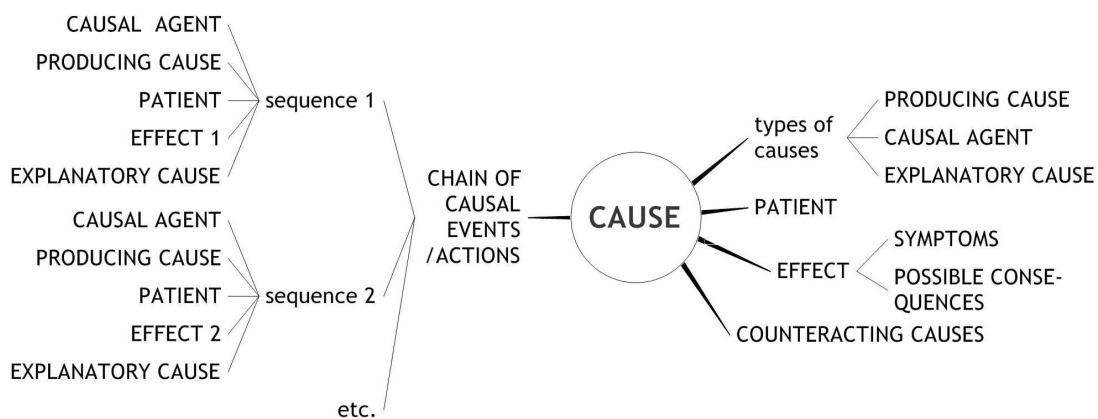 CAUSAL AGENT
PRODUCING CAUSE
PATIENT
EFFECT 1
EXPLANATORY CAUSE
sequence 1
CAUSAL AGENT
PRODUCING CAUSE
PATIENT
EFFECT 2
EXPLANATORY CAUSE
sequence 2
etc.
CHAIN OF
CAUSAL
EVENTS
/ACTIONS
CAUSE
types of
causes
PRODUCING CAUSE
CAUSAL AGENT
EXPLANATORY CAUSE
PATIENT
EFFECT
SYMPTOMS
POSSIBLE CONSE-
QUENCES
COUNTERACTING CAUSES